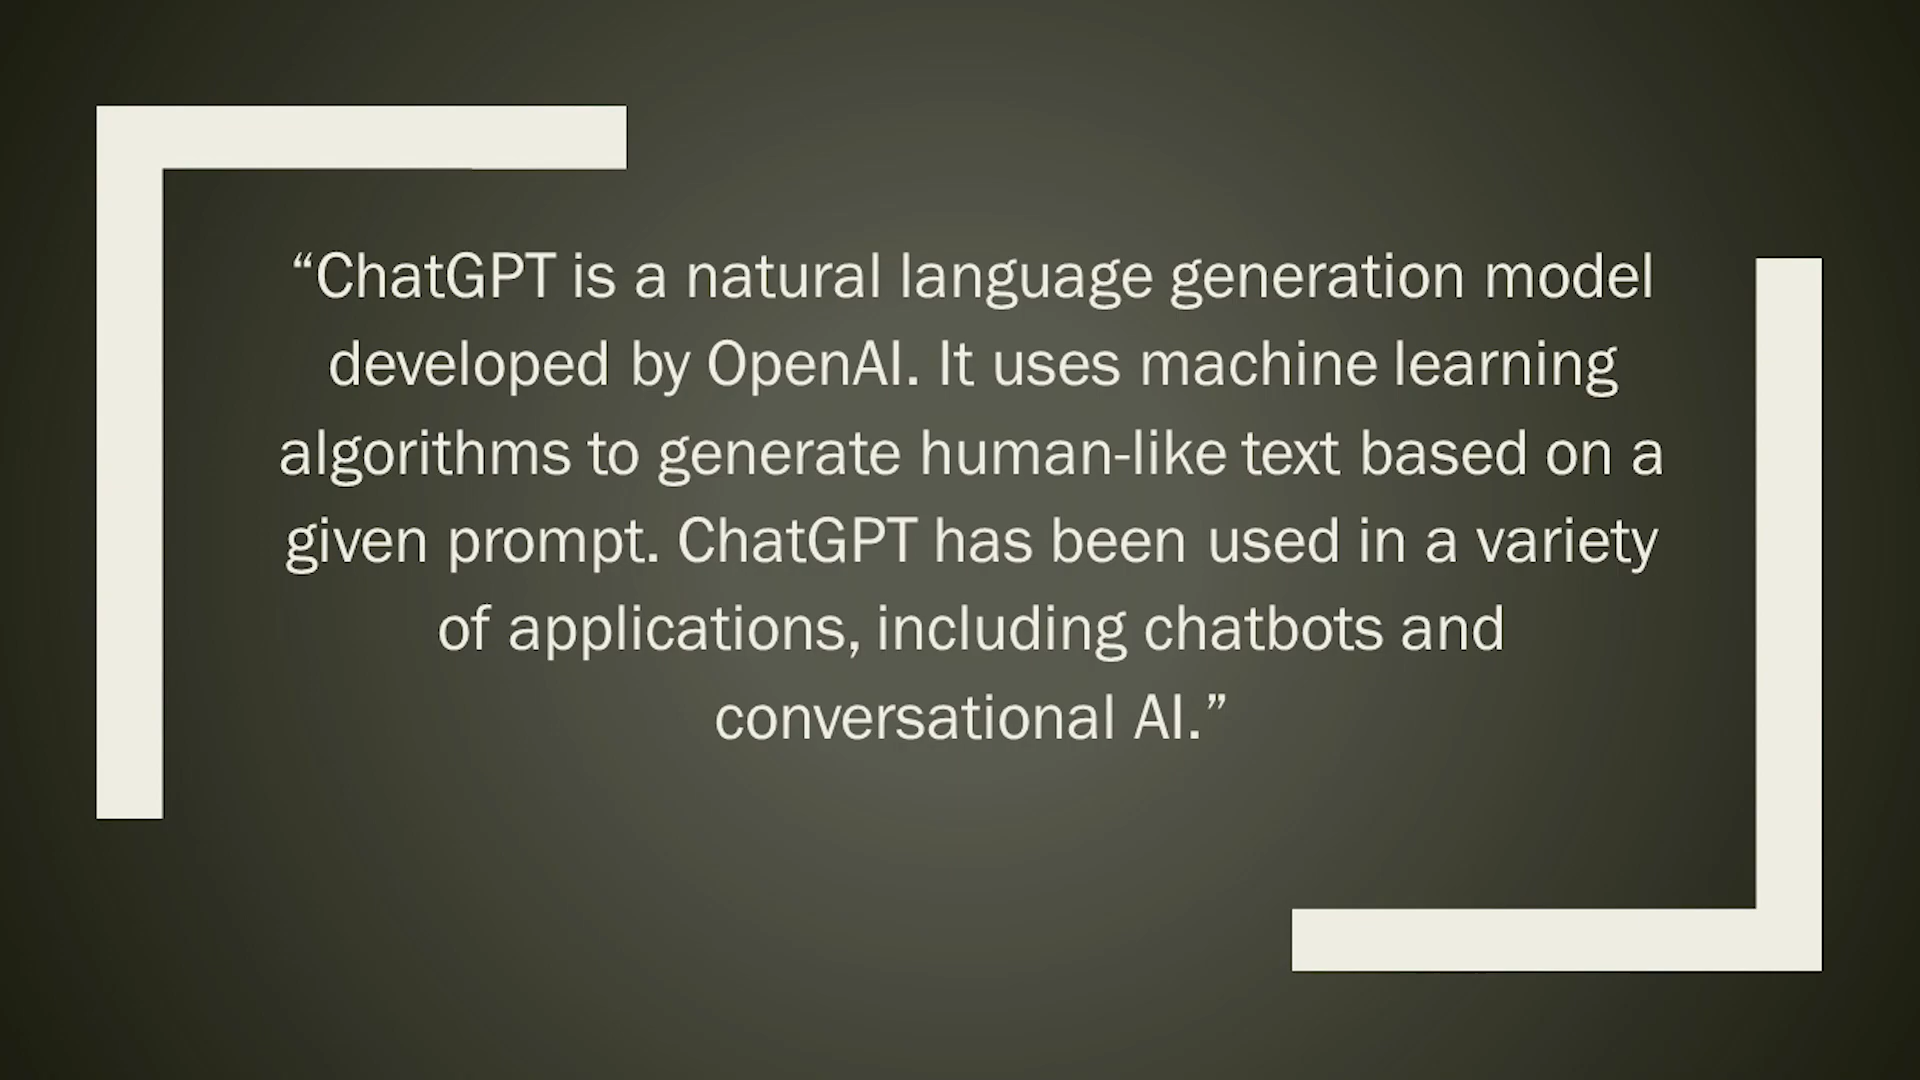 “ChatGPT is a natural language generation model
developed by OpenAI. It uses machine learning
algorithms to generate human-like text based on a
given prompt. ChatGPT has been used in a variety
of applications, including chatbots and
conversational AI.”